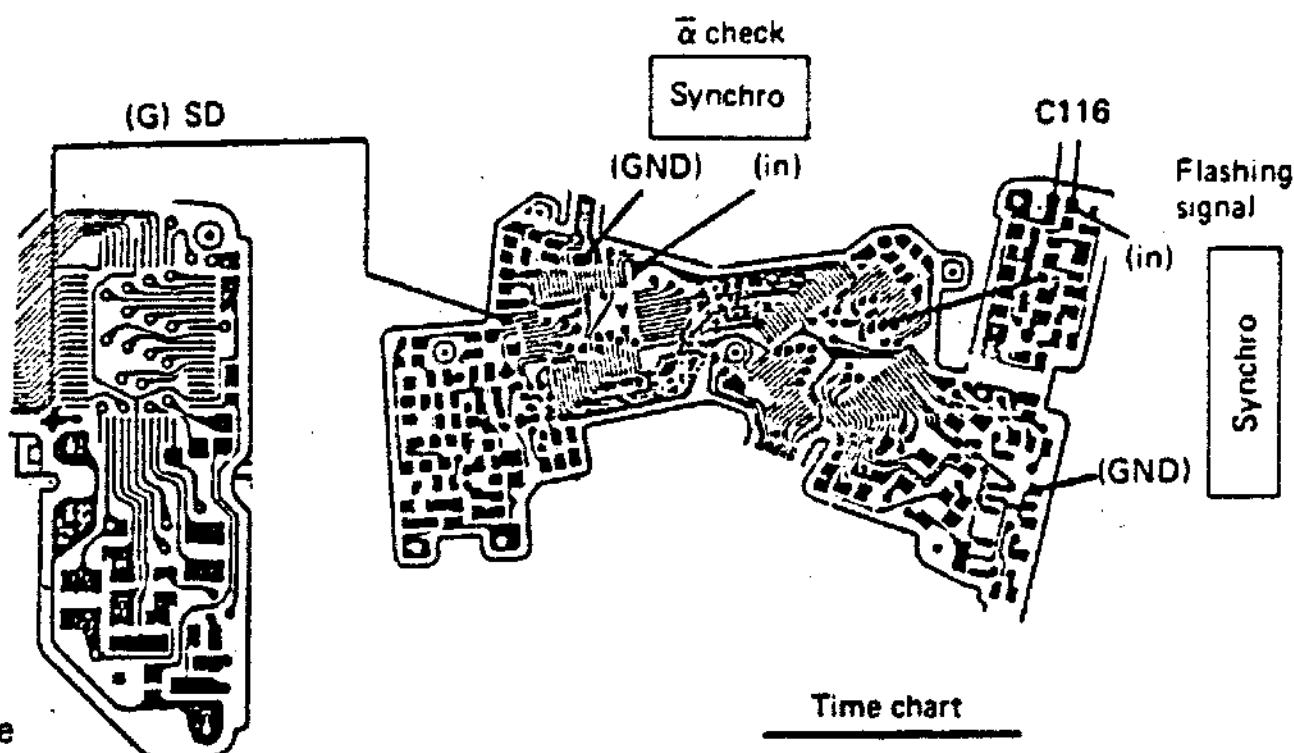 ᾱ check
Synchro
(G) SD
(GND)
(in)
C116
Flashing
signal
(in)
Synchro
(GND)
Time chart
e